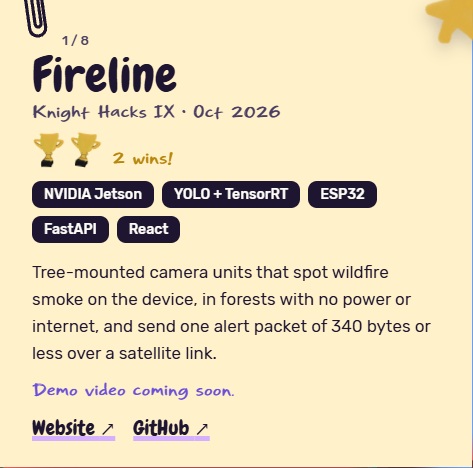 1 / 8
Fireline
Knight Hacks IX · Oct 2026
2 wins!
NVIDIA Jetson YOLO + TensorRT ESP32
FastAPI React
Tree-mounted camera units that spot wildfire
smoke on the device, in forests with no power or
internet, and send one alert packet of 340 bytes or
less over a satellite link.
Demo video coming soon.
Website ↗ GitHub ↗